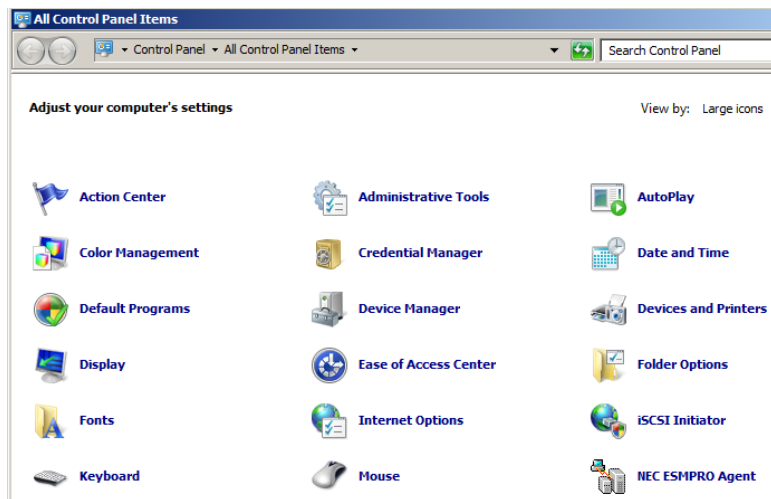 All Control Panel Items
Control Panel All Control Panel Items Search Control Panel
Adjust your computer's settings View by: Large icons
Action Center Administrative Tools AutoPlay
Color Management Credential Manager Date and Time
Default Programs Device Manager Devices and Printers
Display Ease of Access Center Folder Options
Fonts Internet Options iSCSI Initiator
Keyboard Mouse NEC ESMPRO Agent